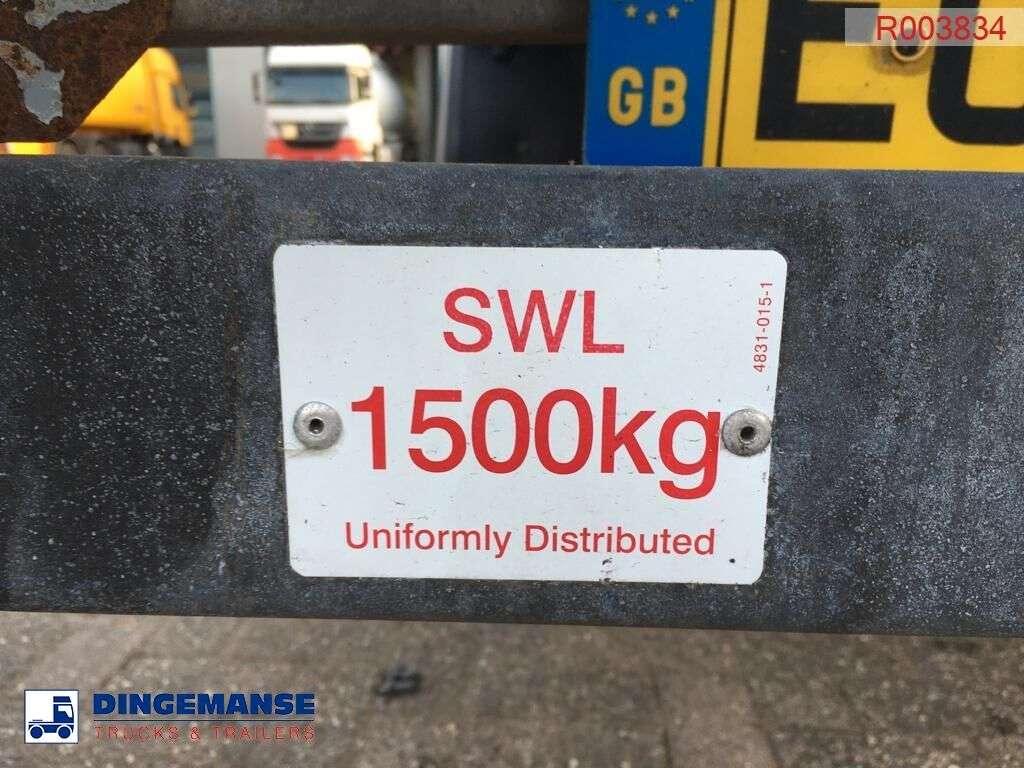 R003834
GB
SWL
4831-015-1
1500kg
Uniformly Distributed
DINGEMANSE
TRUCKS & TRAILERS